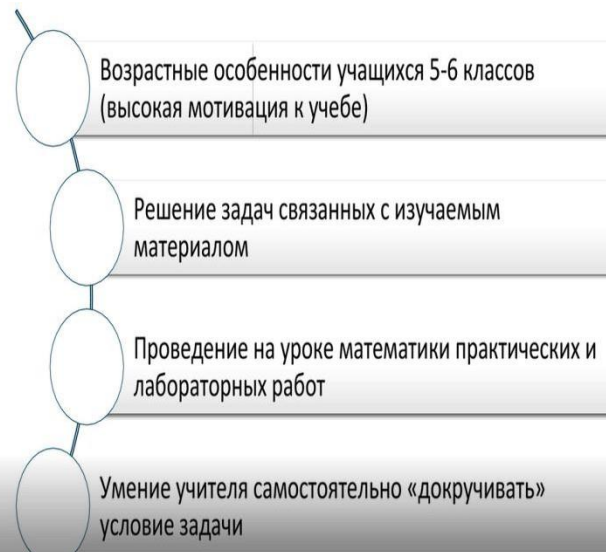 Возрастные особенности учащихся 5-6 классов
(высокая мотивация к учебе)
Решение задач связанных с изучаемым
материалом
Проведение на уроке математики практических и
лабораторных работ
Умение учителя самостоятельно «докручивать»
условие задачи